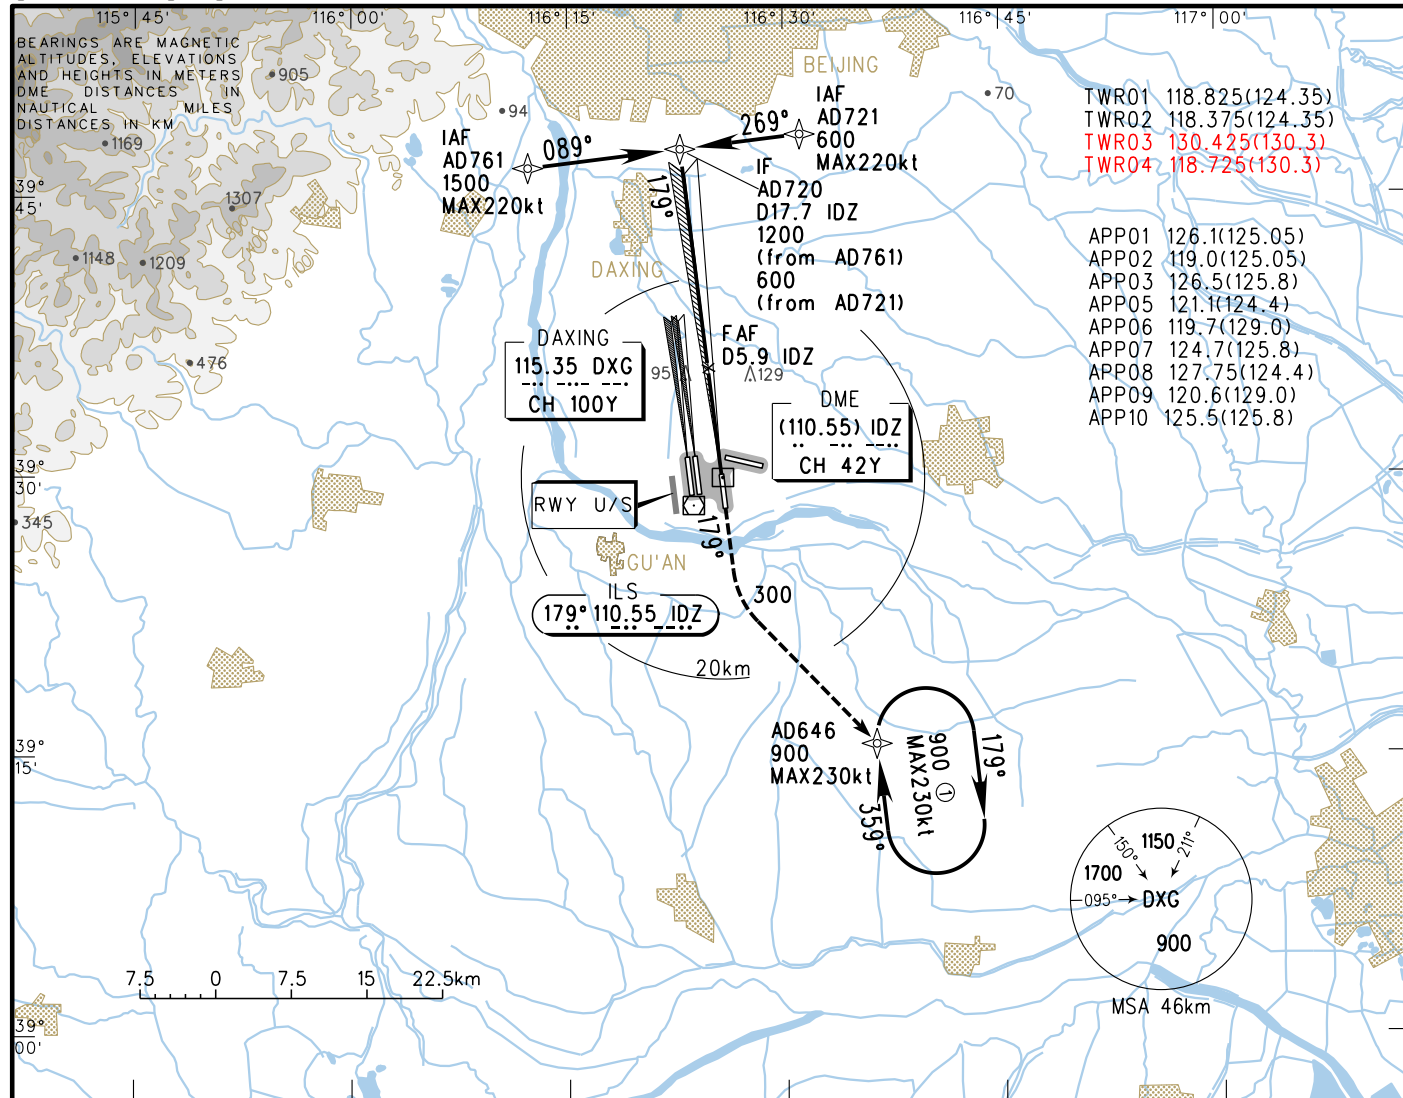 115°45'
116°00'
116°15'
116°30'
116°45'
117°00'
BEARINGS ARE MAGNETIC
ALTITUDES, ELEVATIONS
AND HEIGHTS IN METERS
DME DISTANCES IN
NAUTICAL MILES
DISTANCES IN KM
905
94
1169
1307
800
400
100
1148
1209
476
345
70
BEIJING
IAF
AD761
1500
MAX220kt
089°
269°
IAF
AD721
600
MAX220kt
179°
IF
AD720
D17.7 IDZ
1200
(from AD761)
600
(from AD721)
TWR01 118.825(124.35)
TWR02 118.375(124.35)
TWR03 130.425(130.3)
TWR04 118.725(130.3)
APP01 126.1(125.05)
APP02 119.0(125.05)
APP03 126.5(125.8)
APP05 121.1(124.4)
APP06 119.7(129.0)
APP07 124.7(125.8)
APP08 127.75(124.4)
APP09 120.6(129.0)
APP10 125.5(125.8)
39°
45'
DAXING
DAXING
115.35 DXG
CH 100Y
FAF
D5.9 IDZ
95
129
DME
(110.55) IDZ
CH 42Y
39°
30'
RWY U/S
179°
GU'AN
ILS
179° 110.55 IDZ
300
20km
39°
15'
AD646
900
MAX230kt
900 ①
MAX230kt
179°
359°
150°
1150
211°
1700
095°
DXG
900
MSA 46km
7.5 0 7.5 15 22.5km
39°
00'